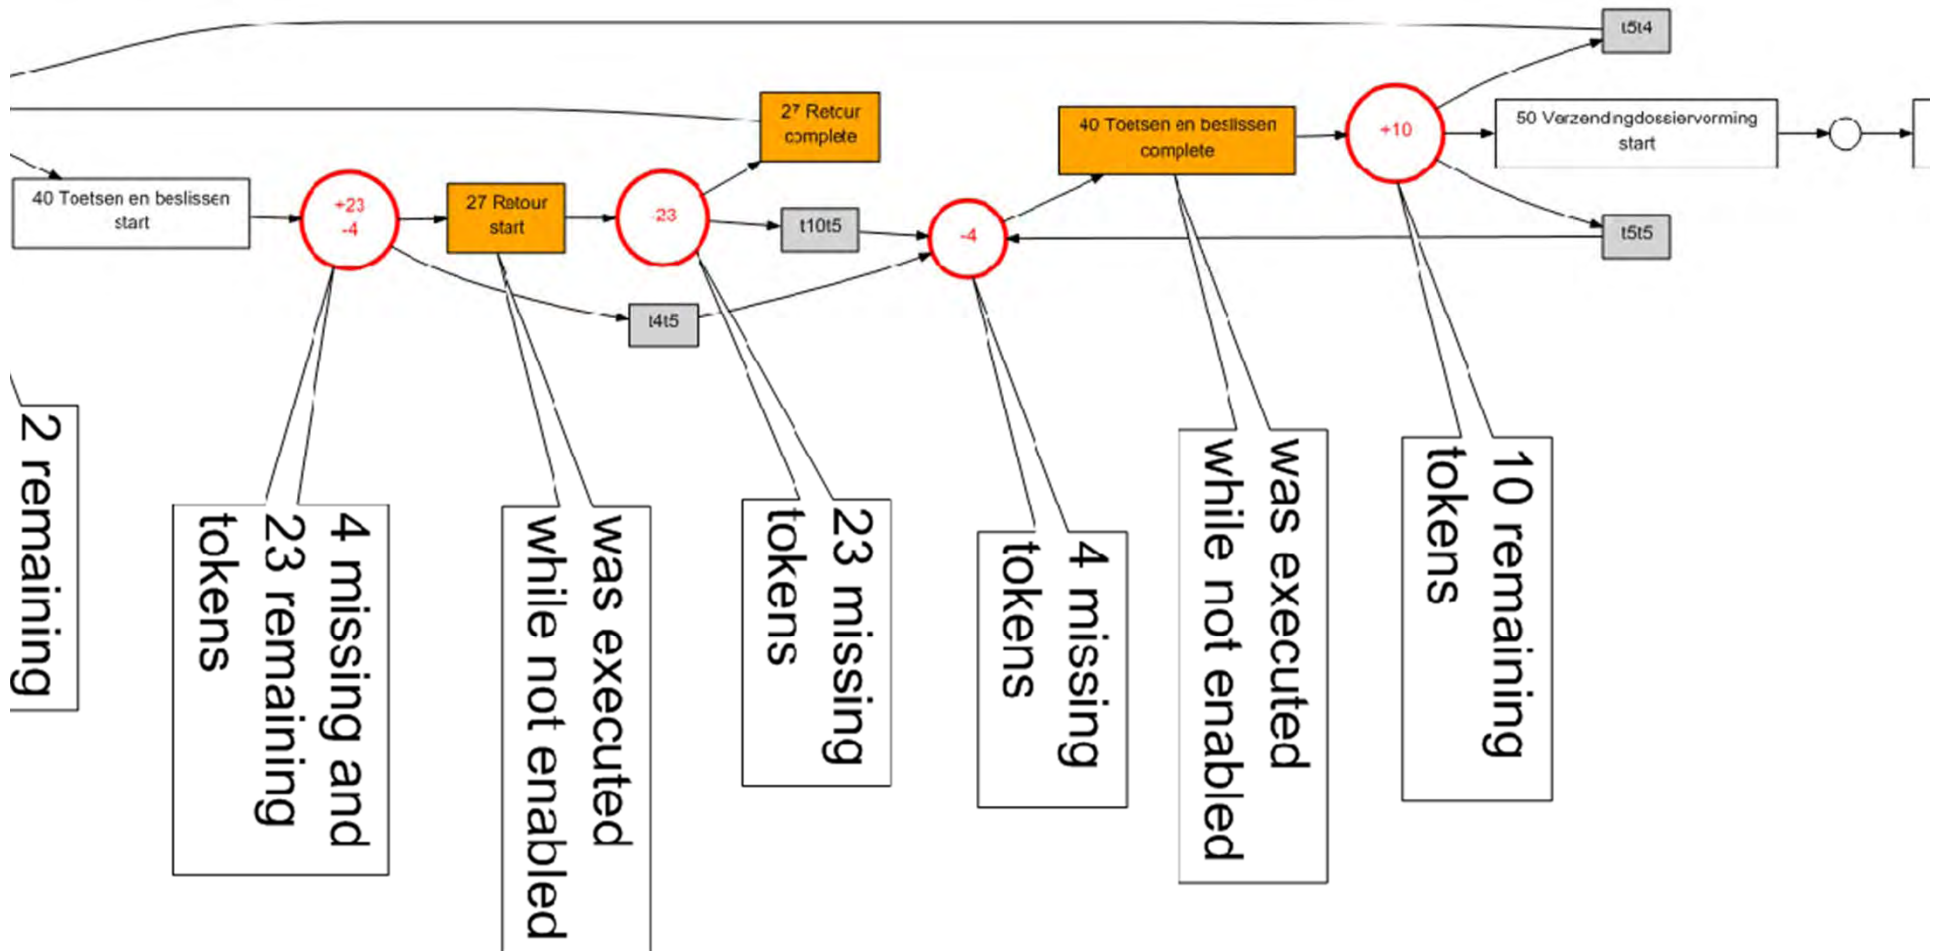 t5t4
27 Retour
complete
40 Toetsen en beslissen
complete
+10
50 Verzendingdossiervorming
start
40 Toetsen en beslissen
start
+23
-4
27 Retour
start
-23
t10t5
-4
t5t5
t4t5
2 remaining
4 missing and
23 remaining
tokens
was executed
while not enabled
23 missing
tokens
4 missing
tokens
was executed
while not enabled
10 remaining
tokens